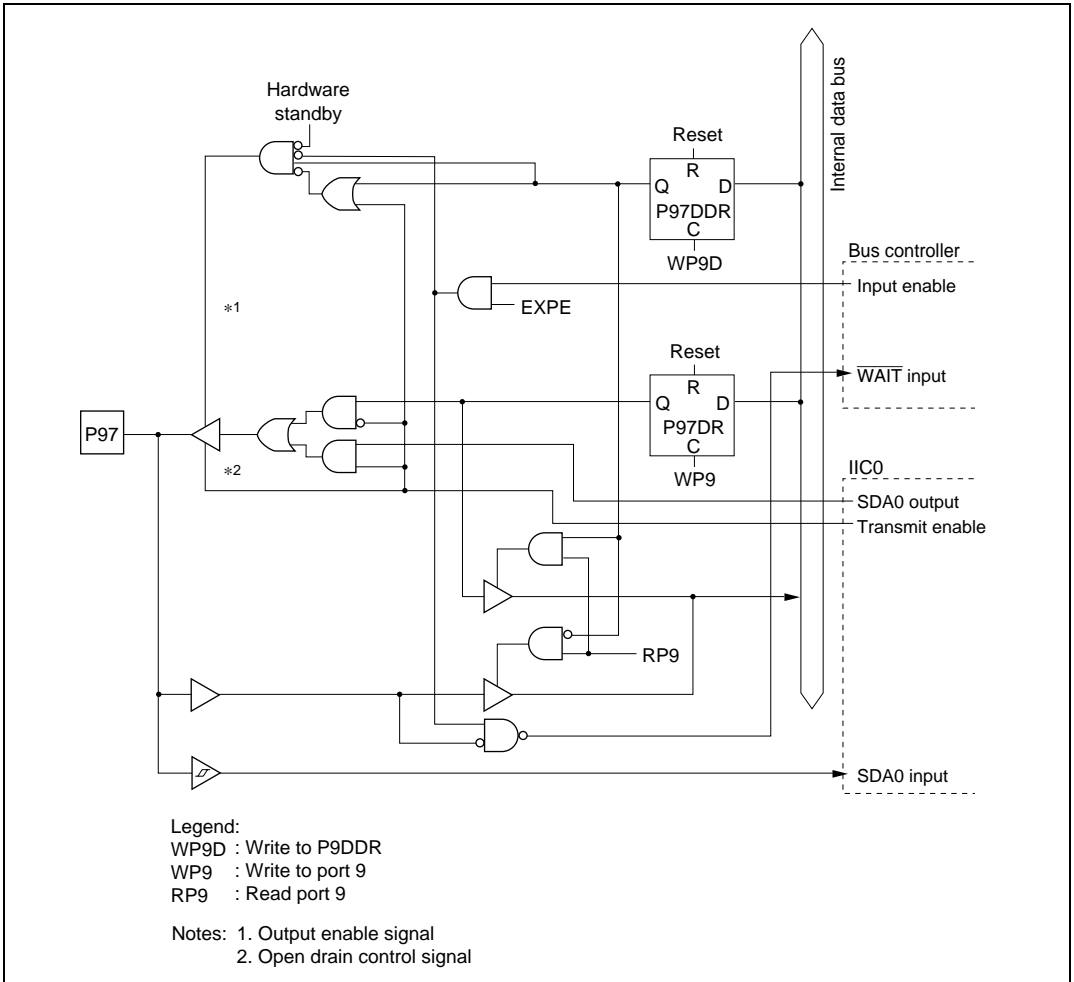 Hardware
standby
Internal data bus
Reset
R
Q D
P97DDR
C
WP9D
Bus controller
Input enable
EXPE
*1
Reset
WAIT input
R
Q D
P97
P97DR
C
*2
WP9
IIC0
SDA0 output
Transmit enable
RP9
SDA0 input
Legend:
WP9D : Write to P9DDR
WP9 : Write to port 9
RP9 : Read port 9
Notes: 1. Output enable signal
2. Open drain control signal